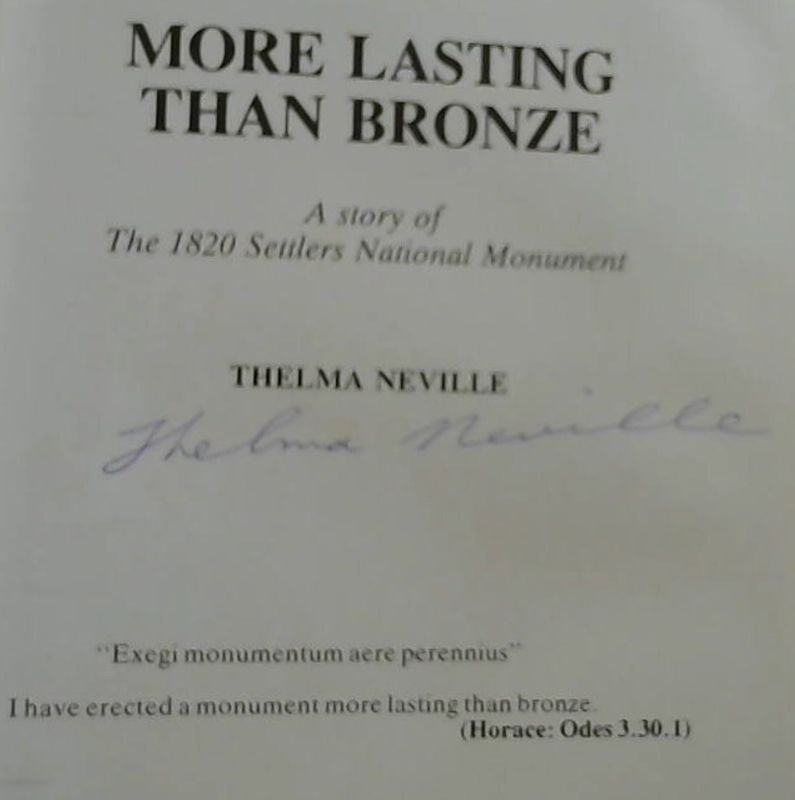 MORE LASTING
THAN BRONZE
A story of
The 1820 Settlers National Monument
THELMA NEVILLE
Thelma Neville
"Exegi monumentum aere perennius"
I have erected a monument more lasting than bronze.
(Horace: Odes 3.30.1)